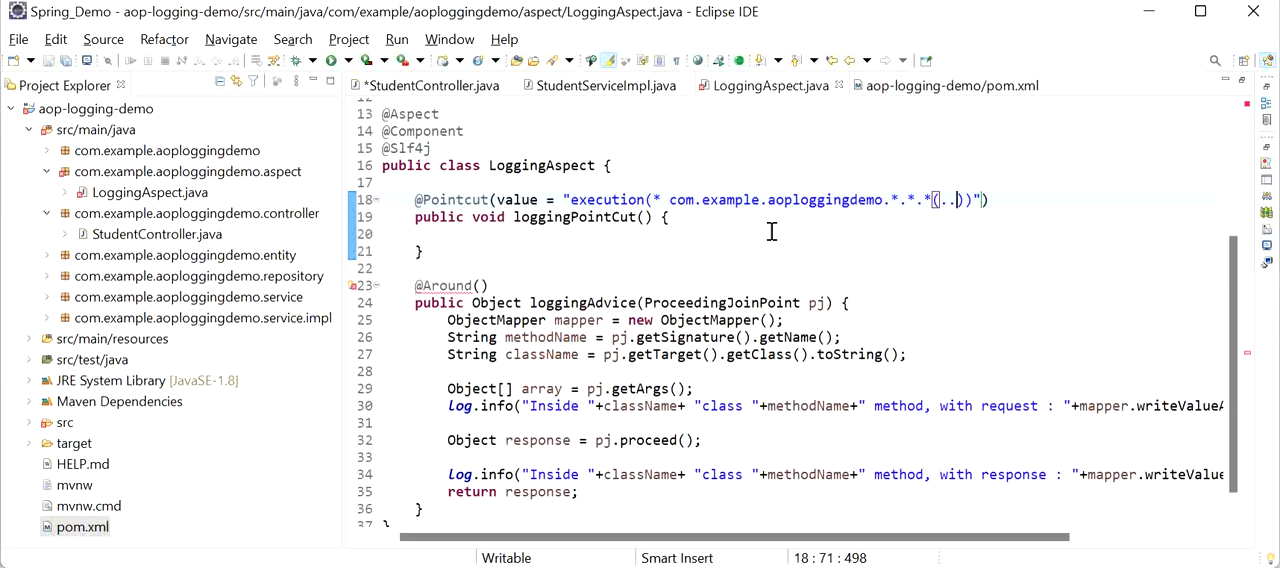 Spring_Demo - aop-logging-demo/src/main/java/com/example/aoploggingdemo/aspect/LoggingAspect.java - Eclipse IDE
File Edit Source Refactor Navigate Search Project Run Window Help
Project Explorer
*StudentController.java StudentServiceImpl.java LoggingAspect.java aop-logging-demo/pom.xml
aop-logging-demo
src/main/java
com.example.aoploggingdemo
com.example.aoploggingdemo.aspect
LoggingAspect.java
com.example.aoploggingdemo.controller
StudentController.java
com.example.aoploggingdemo.entity
com.example.aoploggingdemo.repository
com.example.aoploggingdemo.service
com.example.aoploggingdemo.service.impl
src/main/resources
src/test/java
JRE System Library [JavaSE-1.8]
Maven Dependencies
src
target
HELP.md
mvnw
mvnw.cmd
pom.xml
13 @Aspect
14 @Component
15 @Slf4j
16 public class LoggingAspect {
17
18 @Pointcut(value = "execution(* com.example.aoploggingdemo.*.*.*(..))")
19 public void loggingPointCut() {
20
21 }
22
23 @Around()
24 public Object loggingAdvice(ProceedingJoinPoint pj) {
25 ObjectMapper mapper = new ObjectMapper();
26 String methodName = pj.getSignature().getName();
27 String className = pj.getTarget().getClass().toString();
28
29 Object[] array = pj.getArgs();
30 log.info("Inside "+className+ "class "+methodName+" method, with request : "+mapper.writeValueA
31
32 Object response = pj.proceed();
33
34 log.info("Inside "+className+ "class "+methodName+" method, with response : "+mapper.writeValue
35 return response;
36 }
37 }
Writable Smart Insert 18 : 71 : 498